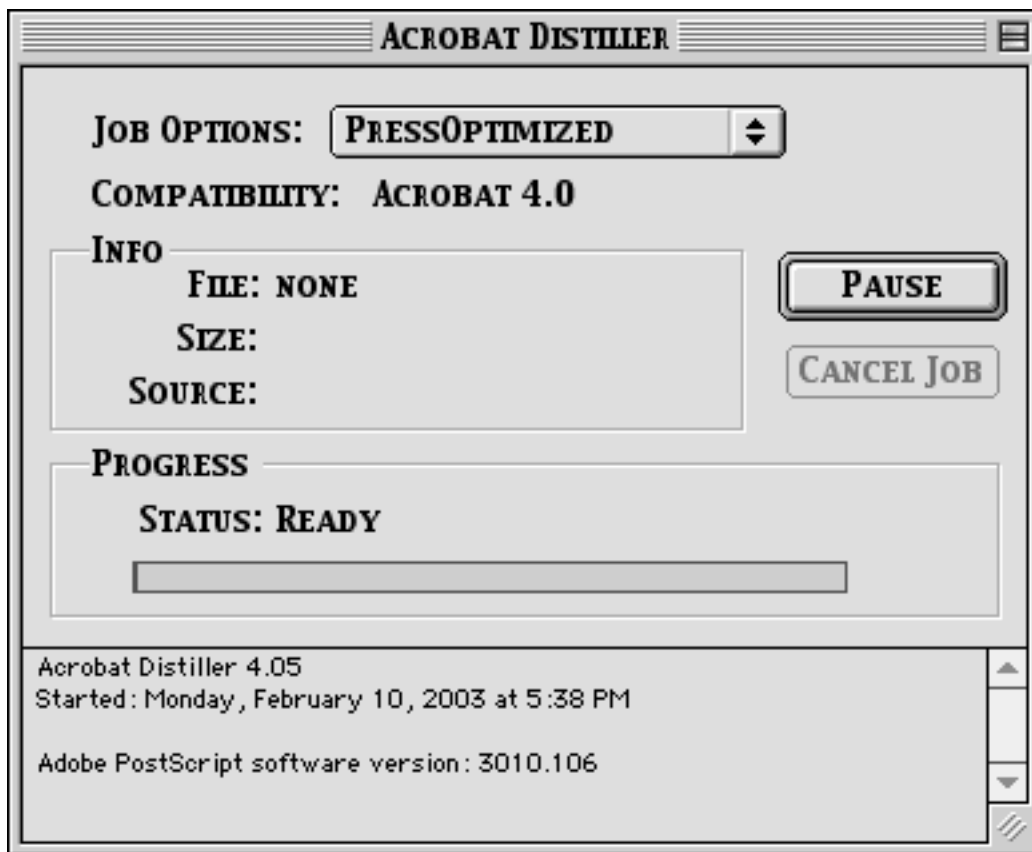 Acrobat Distiller
Job Options: PressOptimized
Compatibility: Acrobat 4.0
Info
File: none
Size:
Source:
Pause
Cancel Job
Progress
Status: Ready
Acrobat Distiller 4.05
Started: Monday, February 10, 2003 at 5:38 PM
Adobe PostScript software version: 3010.106